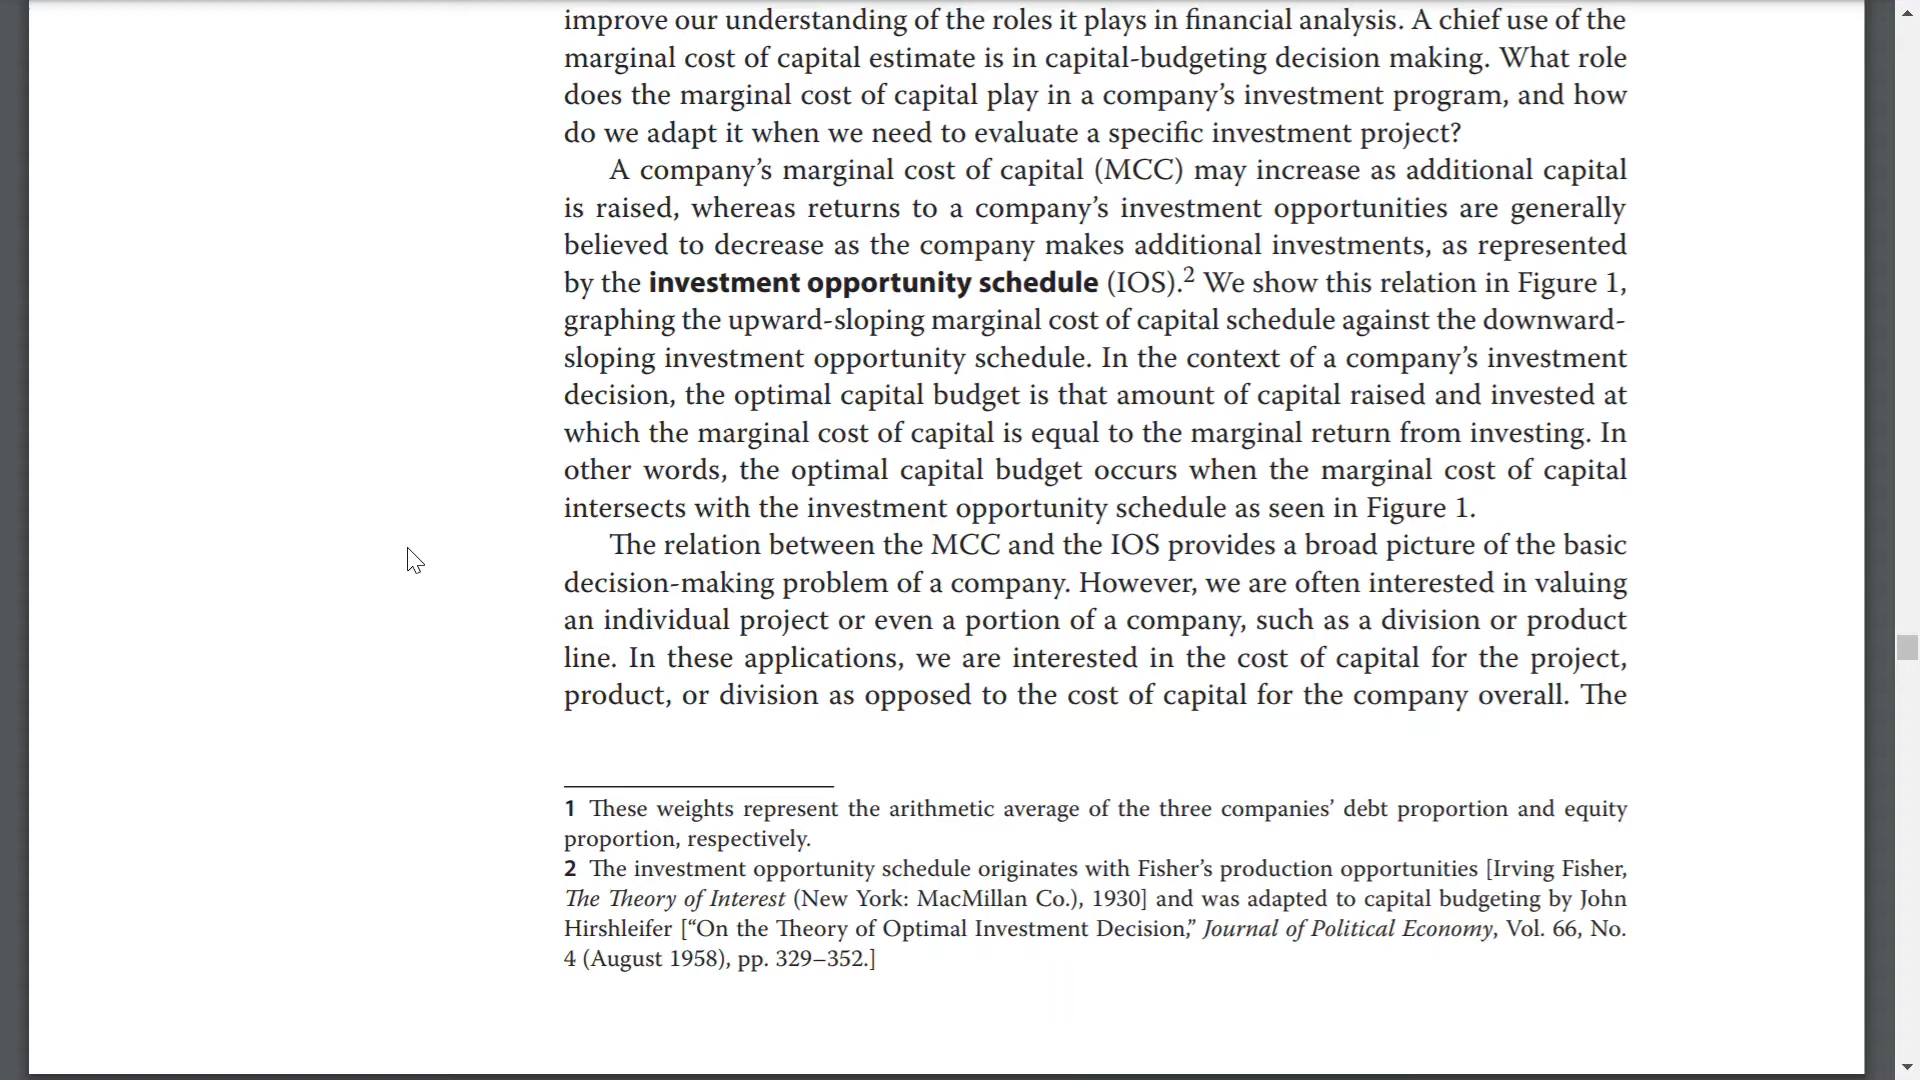 improve our understanding of the roles it plays in financial analysis. A chief use of the
marginal cost of capital estimate is in capital-budgeting decision making. What role
does the marginal cost of capital play in a company’s investment program, and how
do we adapt it when we need to evaluate a specific investment project?
A company’s marginal cost of capital (MCC) may increase as additional capital
is raised, whereas returns to a company’s investment opportunities are generally
believed to decrease as the company makes additional investments, as represented
by the investment opportunity schedule (IOS).2 We show this relation in Figure 1,
graphing the upward-sloping marginal cost of capital schedule against the downward-
sloping investment opportunity schedule. In the context of a company’s investment
decision, the optimal capital budget is that amount of capital raised and invested at
which the marginal cost of capital is equal to the marginal return from investing. In
other words, the optimal capital budget occurs when the marginal cost of capital
intersects with the investment opportunity schedule as seen in Figure 1.
The relation between the MCC and the IOS provides a broad picture of the basic
decision-making problem of a company. However, we are often interested in valuing
an individual project or even a portion of a company, such as a division or product
line. In these applications, we are interested in the cost of capital for the project,
product, or division as opposed to the cost of capital for the company overall. The
1 These weights represent the arithmetic average of the three companies’ debt proportion and equity
proportion, respectively.
2 The investment opportunity schedule originates with Fisher’s production opportunities [Irving Fisher,
The Theory of Interest (New York: MacMillan Co.), 1930] and was adapted to capital budgeting by John
Hirshleifer [“On the Theory of Optimal Investment Decision,” Journal of Political Economy, Vol. 66, No.
4 (August 1958), pp. 329–352.]